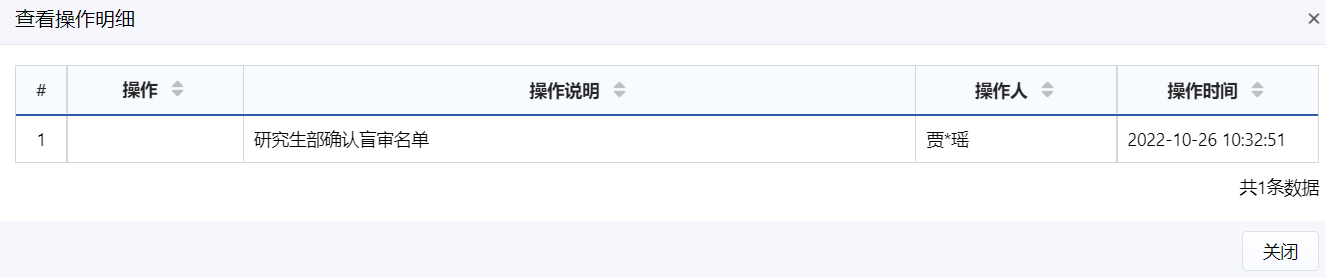 查看操作明细 ×
# 操作 操作说明 操作人 操作时间
1 研究生部确认盲审名单 贾*瑶 2022-10-26 10:32:51
共1条数据
关闭